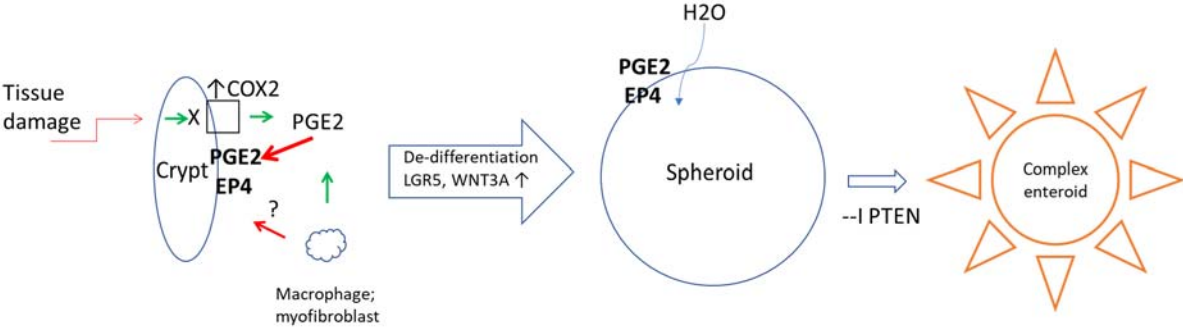 Tissue
damage
X
↑COX2
PGE2
Crypt
PGE2
EP4
?
Macrophage;
myofibroblast
De-differentiation
LGR5, WNT3A ↑
H2O
PGE2
EP4
Spheroid
--I PTEN
Complex
enteroid